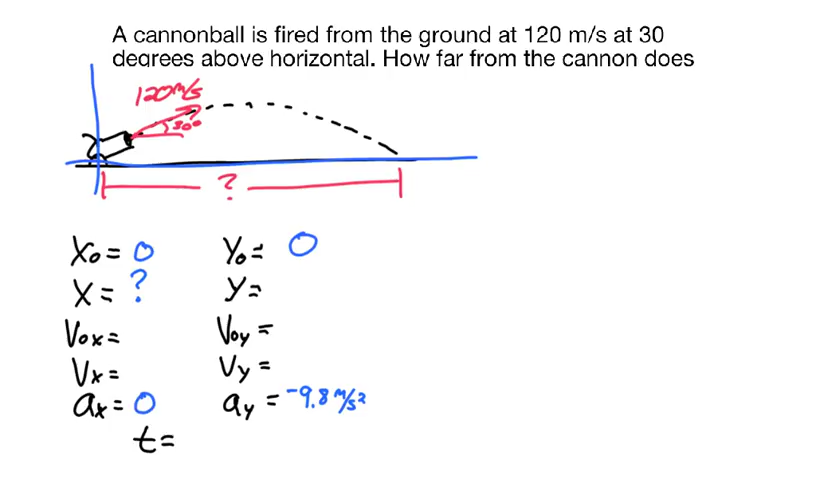 A cannonball is fired from the ground at 120 m/s at 30
degrees above horizontal. How far from the cannon does
120m/s
30°
?
X₀ = 0
Y₀ = 0
X = ?
Y =
V₀ₓ =
V₀y =
Vₓ =
Vy =
aₓ = 0
ay = -9.8 m/s²
t =